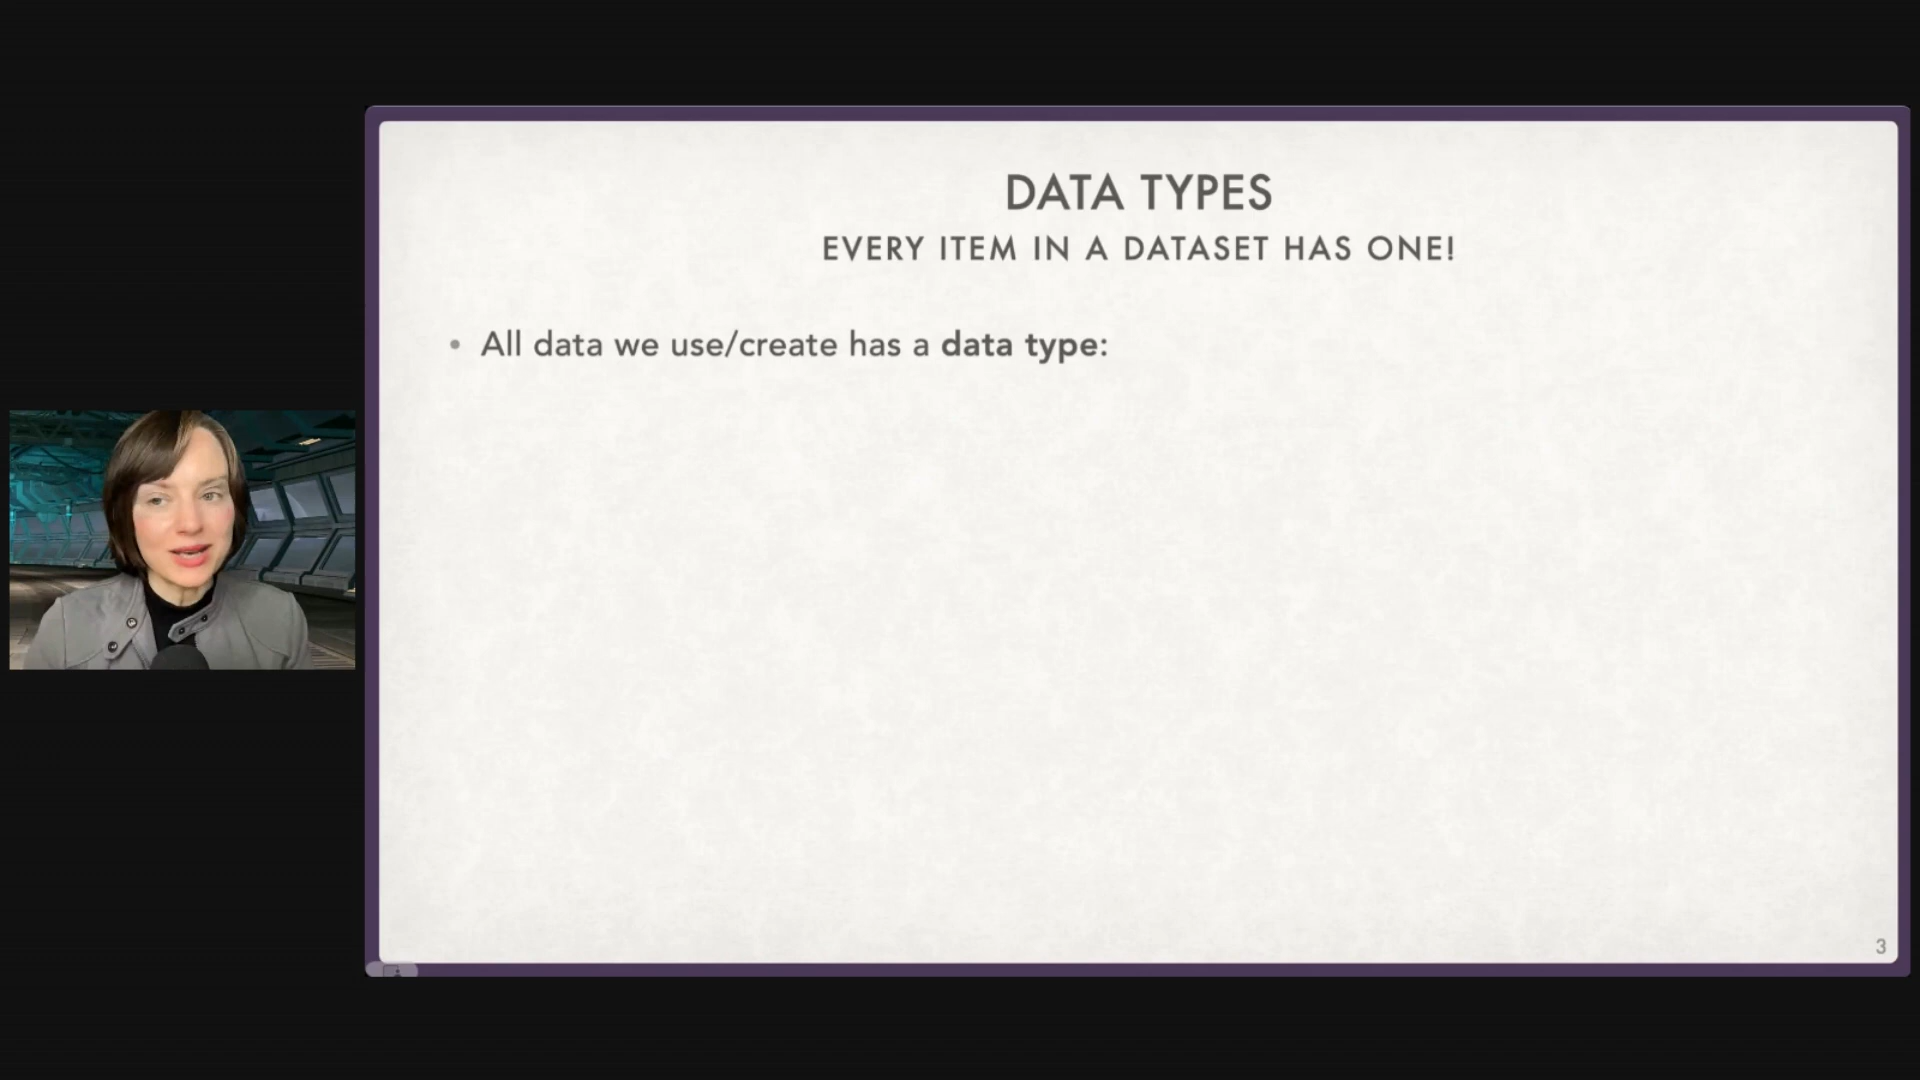 DATA TYPES
EVERY ITEM IN A DATASET HAS ONE!
• All data we use/create has a data type:
3